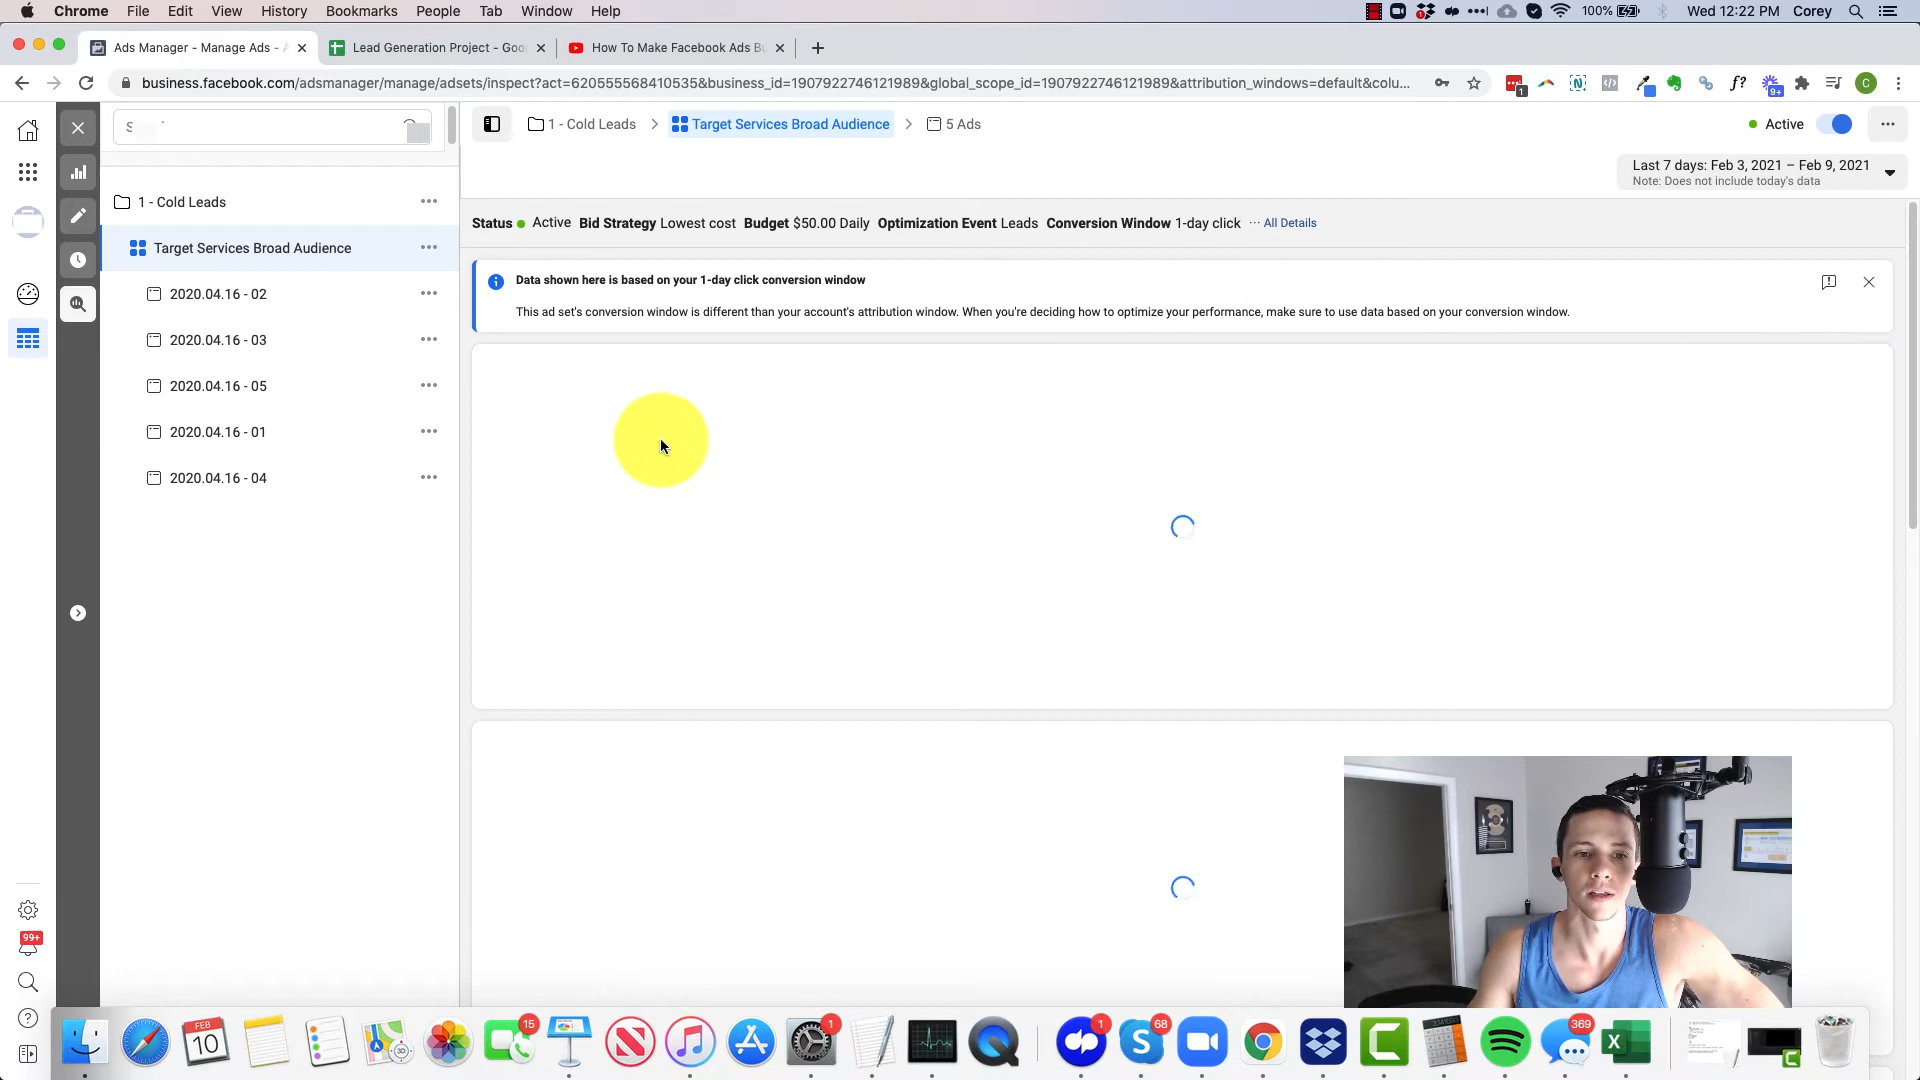 Chrome File Edit View History Bookmarks People Tab Window Help
100% Wed 12:22 PM Corey
Ads Manager - Manage Ads - A
Lead Generation Project - Goo
How To Make Facebook Ads Bu
business.facebook.com/adsmanager/manage/adsets/inspect?act=620555568410535&business_id=1907922746121989&global_scope_id=1907922746121989&attribution_windows=default&colu...
1
9+
C
S
1 - Cold Leads > Target Services Broad Audience > 5 Ads
Active
Last 7 days: Feb 3, 2021 – Feb 9, 2021
Note: Does not include today's data
1 - Cold Leads
Target Services Broad Audience
2020.04.16 - 02
2020.04.16 - 03
2020.04.16 - 05
2020.04.16 - 01
2020.04.16 - 04
Status Active Bid Strategy Lowest cost Budget $50.00 Daily Optimization Event Leads Conversion Window 1-day click ··· All Details
Data shown here is based on your 1-day click conversion window
This ad set's conversion window is different than your account's attribution window. When you're deciding how to optimize your performance, make sure to use data based on your conversion window.
99+
FEB
10
15
1
1
68
369